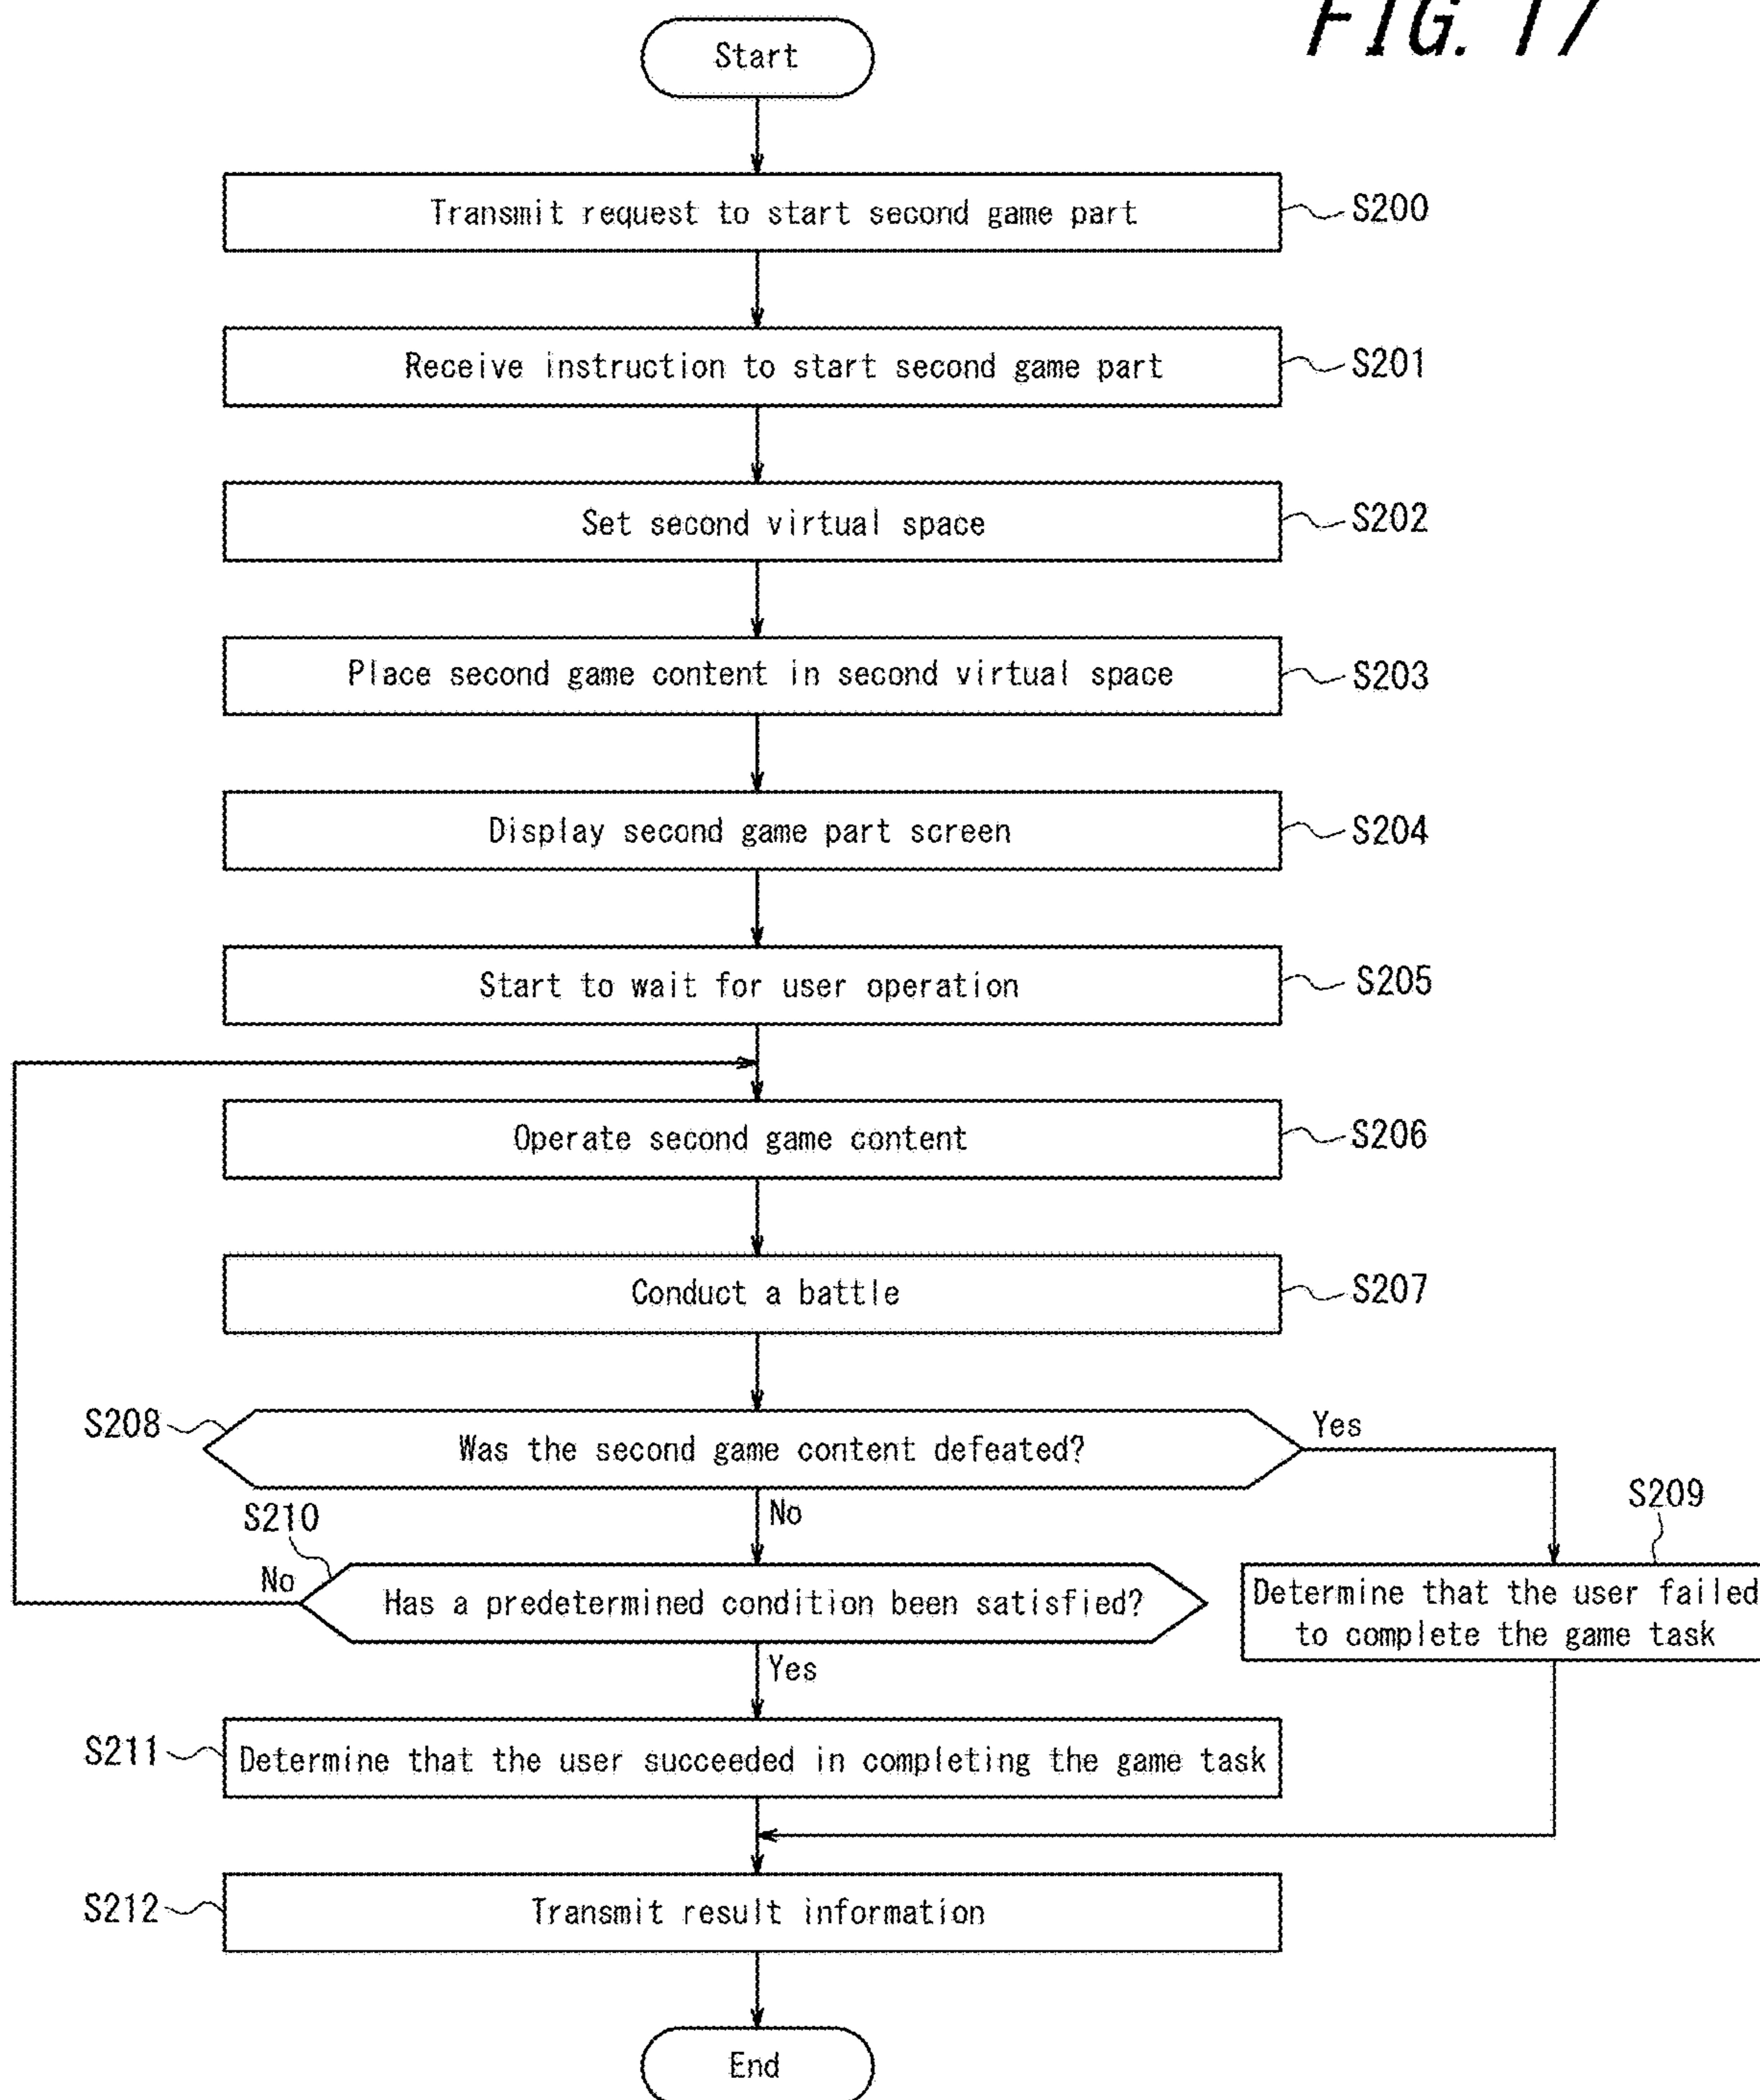 FIG. 17
Start
Transmit request to start second game part
S200
Receive instruction to start second game part
S201
Set second virtual space
S202
Place second game content in second virtual space
S203
Display second game part screen
S204
Start to wait for user operation
S205
Operate second game content
S206
Conduct a battle
S207
S208
Was the second game content defeated?
Yes
No
S209
S210
No
Has a predetermined condition been satisfied?
Determine that the user failed
to complete the game task
Yes
S211
Determine that the user succeeded in completing the game task
S212
Transmit result information
End